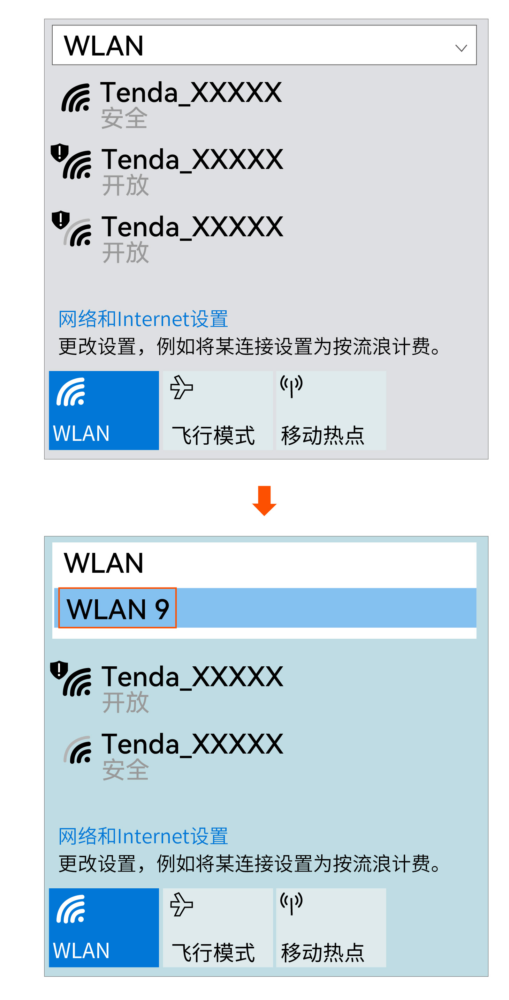 WLAN
Tenda_XXXXX
安全
Tenda_XXXXX
开放
Tenda_XXXXX
开放
网络和Internet设置
更改设置，例如将某连接设置为按流浪计费。
WLAN
飞行模式
移动热点
WLAN
WLAN 9
Tenda_XXXXX
开放
Tenda_XXXXX
安全
网络和Internet设置
更改设置，例如将某连接设置为按流浪计费。
WLAN
飞行模式
移动热点